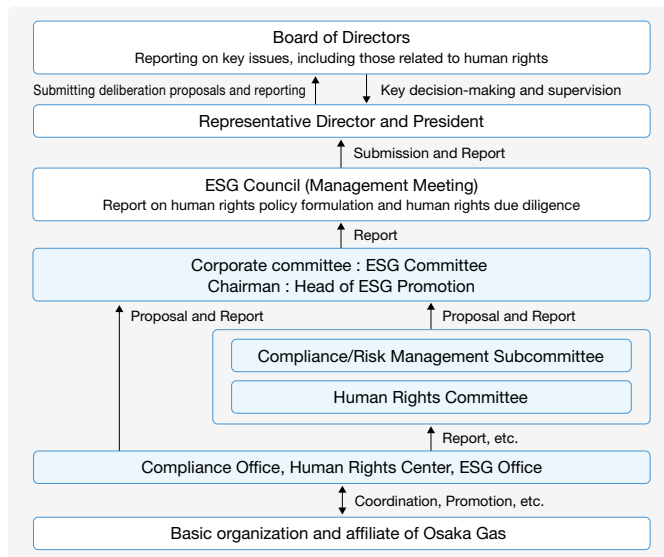 Board of Directors
Reporting on key issues, including those related to human rights
Submitting deliberation proposals and reporting
Key decision-making and supervision
Representative Director and President
Submission and Report
ESG Council (Management Meeting)
Report on human rights policy formulation and human rights due diligence
Report
Corporate committee : ESG Committee
Chairman : Head of ESG Promotion
Proposal and Report
Proposal and Report
Compliance/Risk Management Subcommittee
Human Rights Committee
Report, etc.
Compliance Office, Human Rights Center, ESG Office
Coordination, Promotion, etc.
Basic organization and affiliate of Osaka Gas